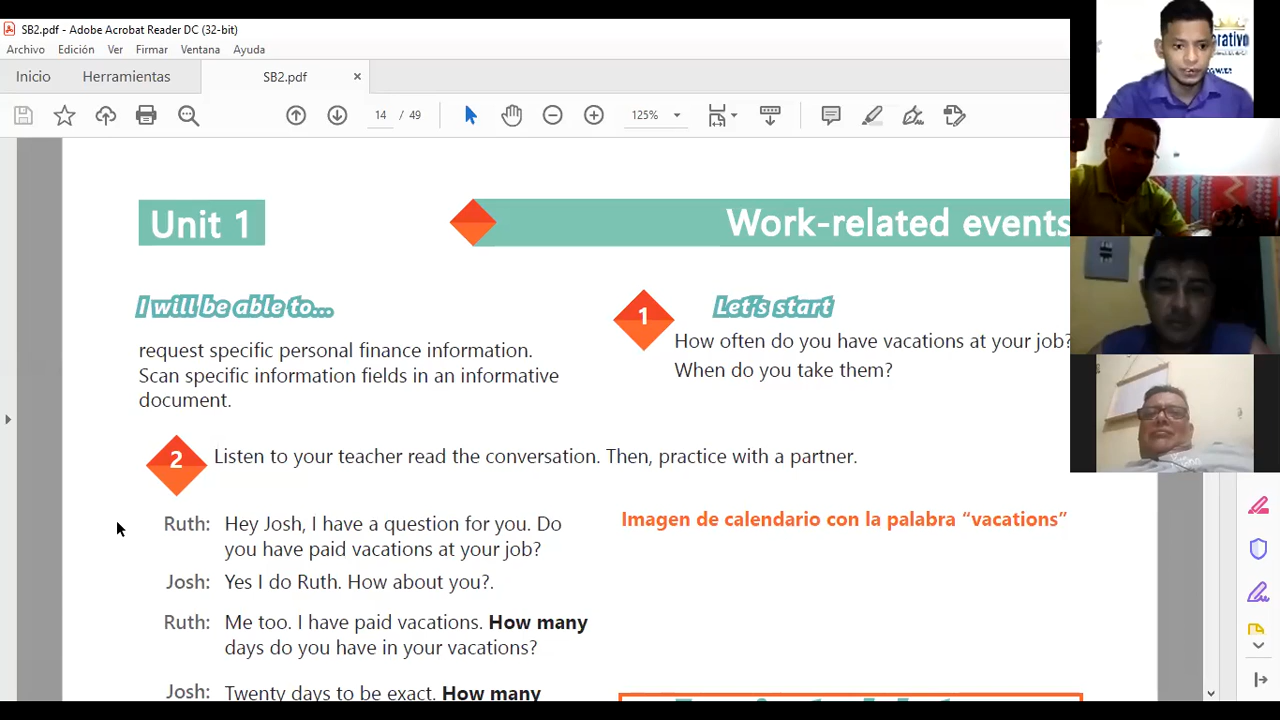 SB2.pdf - Adobe Acrobat Reader DC (32-bit)
Archivo Edición Ver Firmar Ventana Ayuda
Inicio Herramientas SB2.pdf ×
14 / 49 125%
Unit 1
Work-related events
I will be able to...
request specific personal finance information.
Scan specific information fields in an informative
document.
1 Let's start
How often do you have vacations at your job?
When do you take them?
2 Listen to your teacher read the conversation. Then, practice with a partner.
Ruth: Hey Josh, I have a question for you. Do
you have paid vacations at your job?
Josh: Yes I do Ruth. How about you?.
Ruth: Me too. I have paid vacations. How many
days do you have in your vacations?
Josh: Twenty days to be exact. How many
Imagen de calendario con la palabra “vacations”